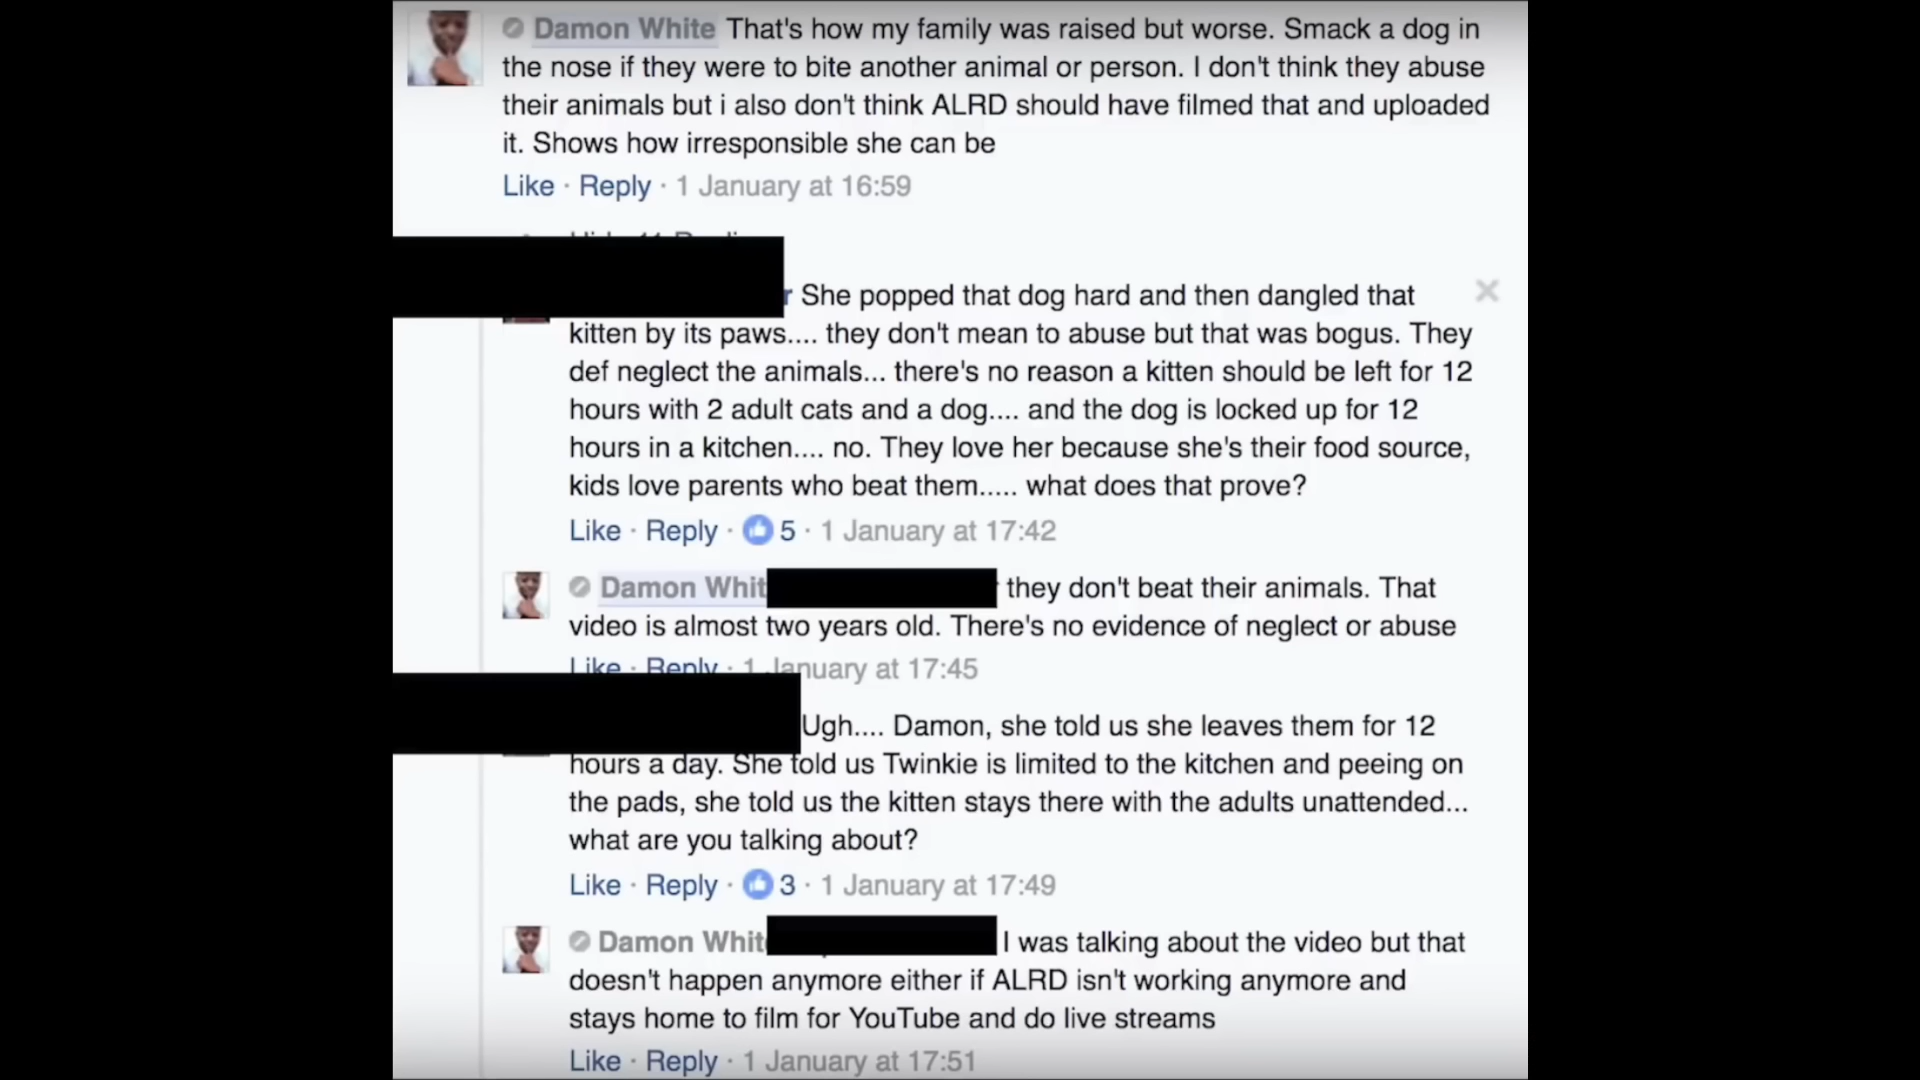 Damon White That's how my family was raised but worse. Smack a dog in
the nose if they were to bite another animal or person. I don't think they abuse
their animals but i also don't think ALRD should have filmed that and uploaded
it. Shows how irresponsible she can be
Like · Reply · 1 January at 16:59
r She popped that dog hard and then dangled that
kitten by its paws.... they don't mean to abuse but that was bogus. They
def neglect the animals... there's no reason a kitten should be left for 12
hours with 2 adult cats and a dog.... and the dog is locked up for 12
hours in a kitchen.... no. They love her because she's their food source,
kids love parents who beat them..... what does that prove?
Like · Reply · 5 · 1 January at 17:42
Damon Whit they don't beat their animals. That
video is almost two years old. There's no evidence of neglect or abuse
Like · Reply · 1 January at 17:45
Ugh.... Damon, she told us she leaves them for 12
hours a day. She told us Twinkie is limited to the kitchen and peeing on
the pads, she told us the kitten stays there with the adults unattended...
what are you talking about?
Like · Reply · 3 · 1 January at 17:49
Damon Whit I was talking about the video but that
doesn't happen anymore either if ALRD isn't working anymore and
stays home to film for YouTube and do live streams
Like · Reply · 1 January at 17:51